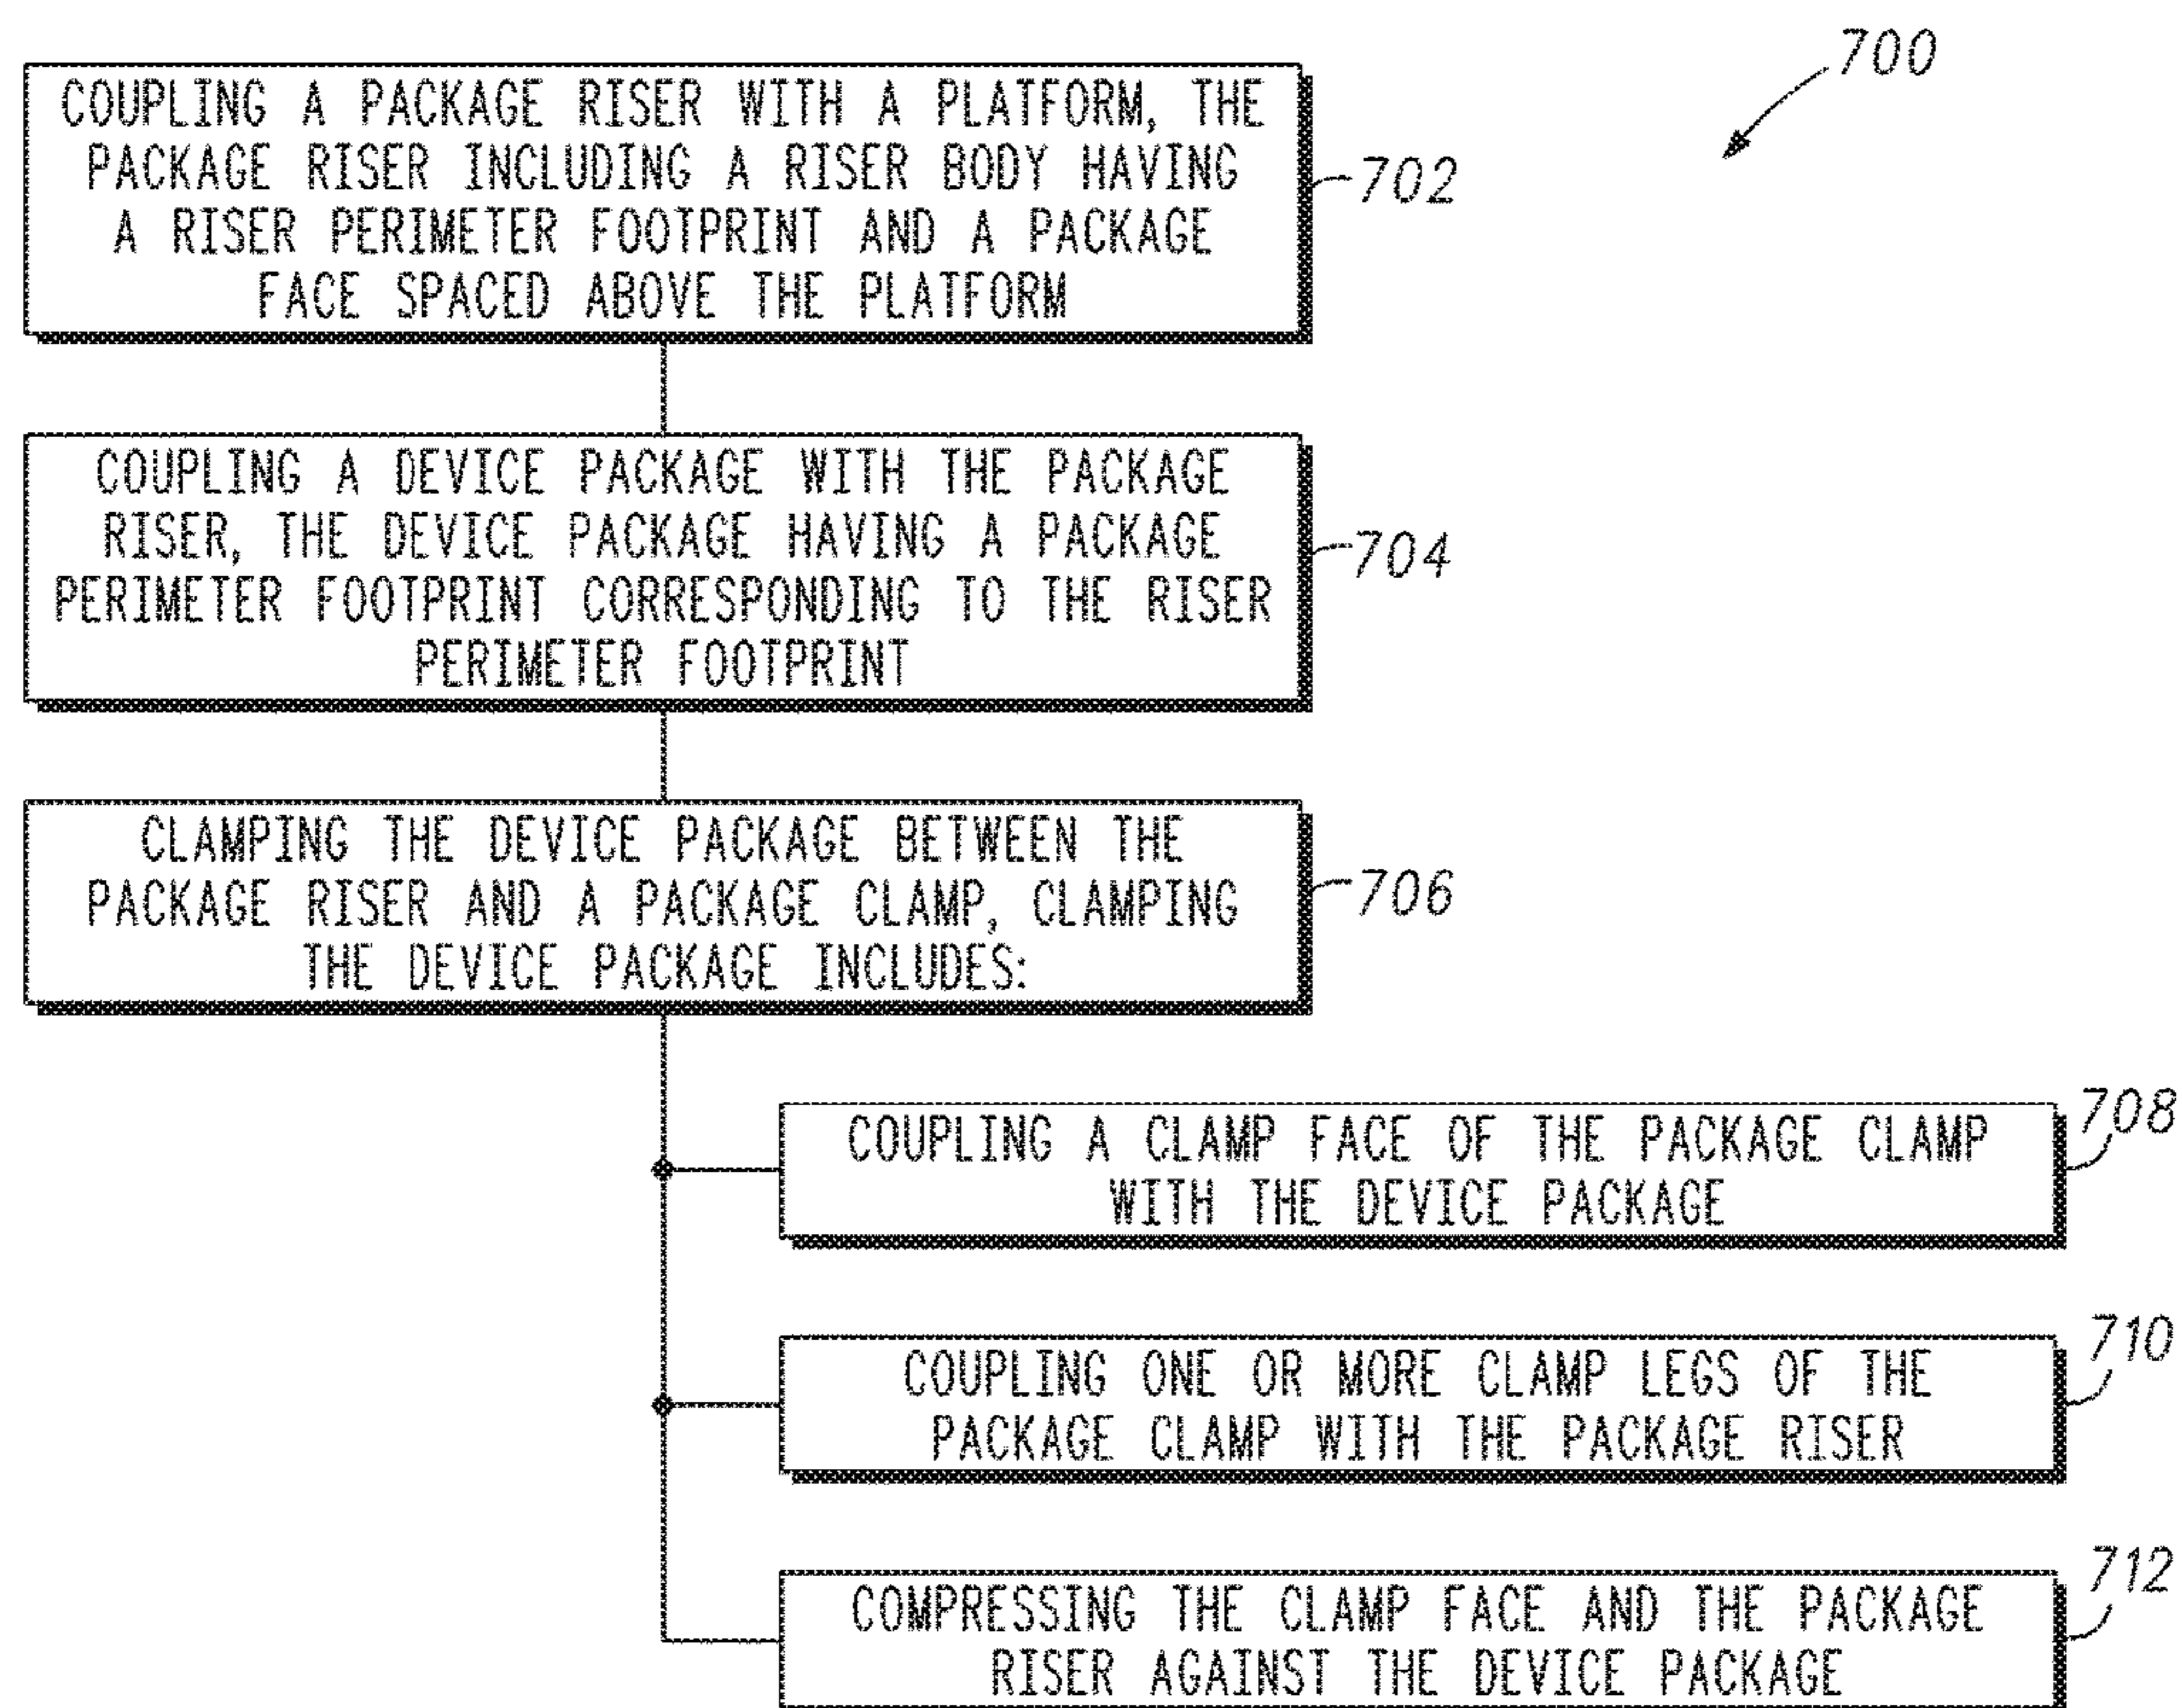 700
COUPLING A PACKAGE RISER WITH A PLATFORM, THE
PACKAGE RISER INCLUDING A RISER BODY HAVING
A RISER PERIMETER FOOTPRINT AND A PACKAGE
FACE SPACED ABOVE THE PLATFORM
702
COUPLING A DEVICE PACKAGE WITH THE PACKAGE
RISER, THE DEVICE PACKAGE HAVING A PACKAGE
PERIMETER FOOTPRINT CORRESPONDING TO THE RISER
PERIMETER FOOTPRINT
704
CLAMPING THE DEVICE PACKAGE BETWEEN THE
PACKAGE RISER AND A PACKAGE CLAMP, CLAMPING
THE DEVICE PACKAGE INCLUDES:
706
COUPLING A CLAMP FACE OF THE PACKAGE CLAMP
WITH THE DEVICE PACKAGE
708
COUPLING ONE OR MORE CLAMP LEGS OF THE
PACKAGE CLAMP WITH THE PACKAGE RISER
710
COMPRESSING THE CLAMP FACE AND THE PACKAGE
RISER AGAINST THE DEVICE PACKAGE
712